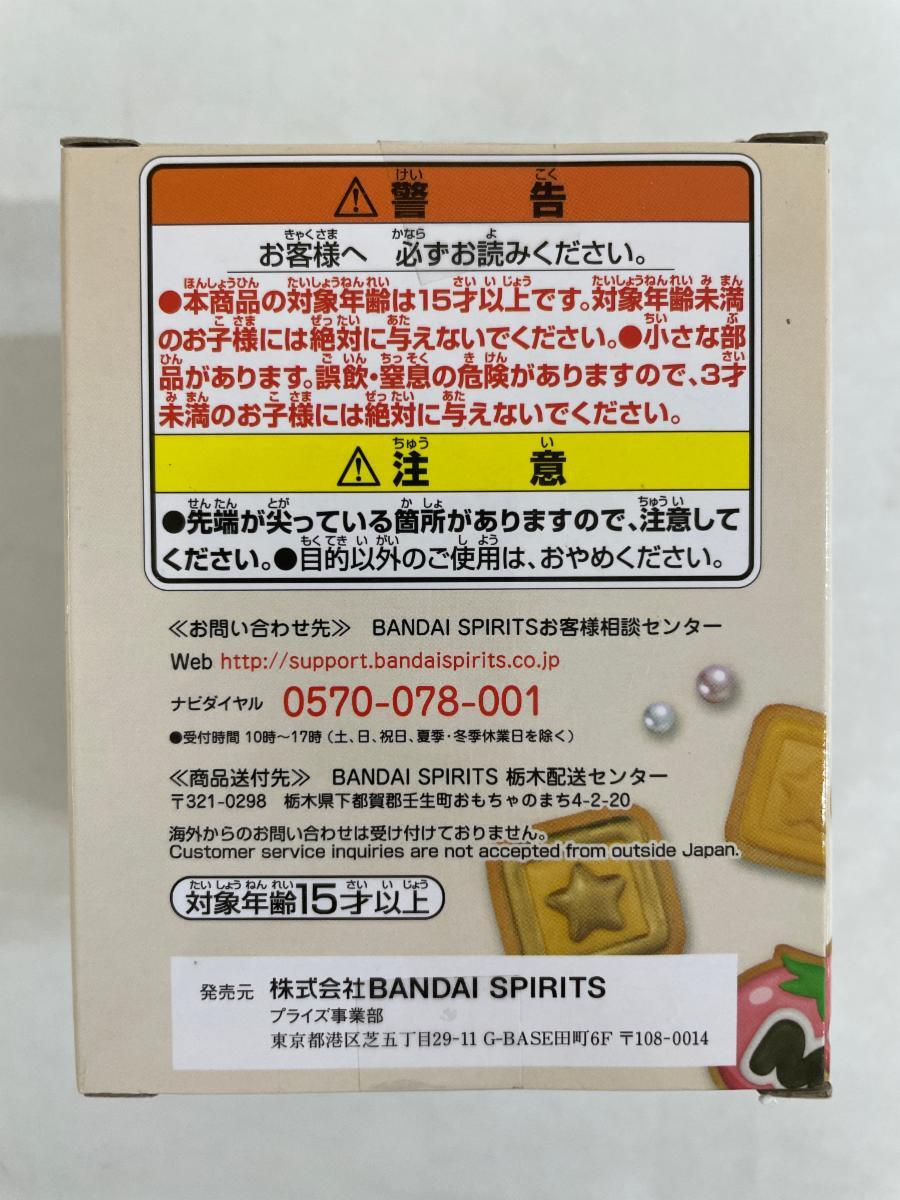 ⚠警告
お客様へ 必ずお読みください。
●本商品の対象年齢は15才以上です。対象年齢未満
のお子様には絶対に与えないでください。●小さな部
品があります。誤飲・窒息の危険がありますので、3才
未満のお子様には絶対に与えないでください。
⚠注意
●先端が尖っている箇所がありますので、注意して
ください。●目的以外のご使用は、おやめください。
≪お問い合わせ先≫ BANDAI SPIRITSお客様相談センター
Web http://support.bandaispirits.co.jp
ナビダイヤル 0570-078-001
●受付時間 10時〜17時(土、日、祝日、夏季・冬季休業日を除く)
≪商品送付先≫ BANDAI SPIRITS 栃木配送センター
〒321-0298 栃木県下都賀郡壬生町おもちゃのまち4-2-20
海外からのお問い合わせは受け付けておりません。
Customer service inquiries are not accepted from outside Japan.
対象年齢15才以上
発売元 株式会社BANDAI SPIRITS
プライズ事業部
東京都港区芝五丁目29-11 G-BASE田町6F 〒108-0014